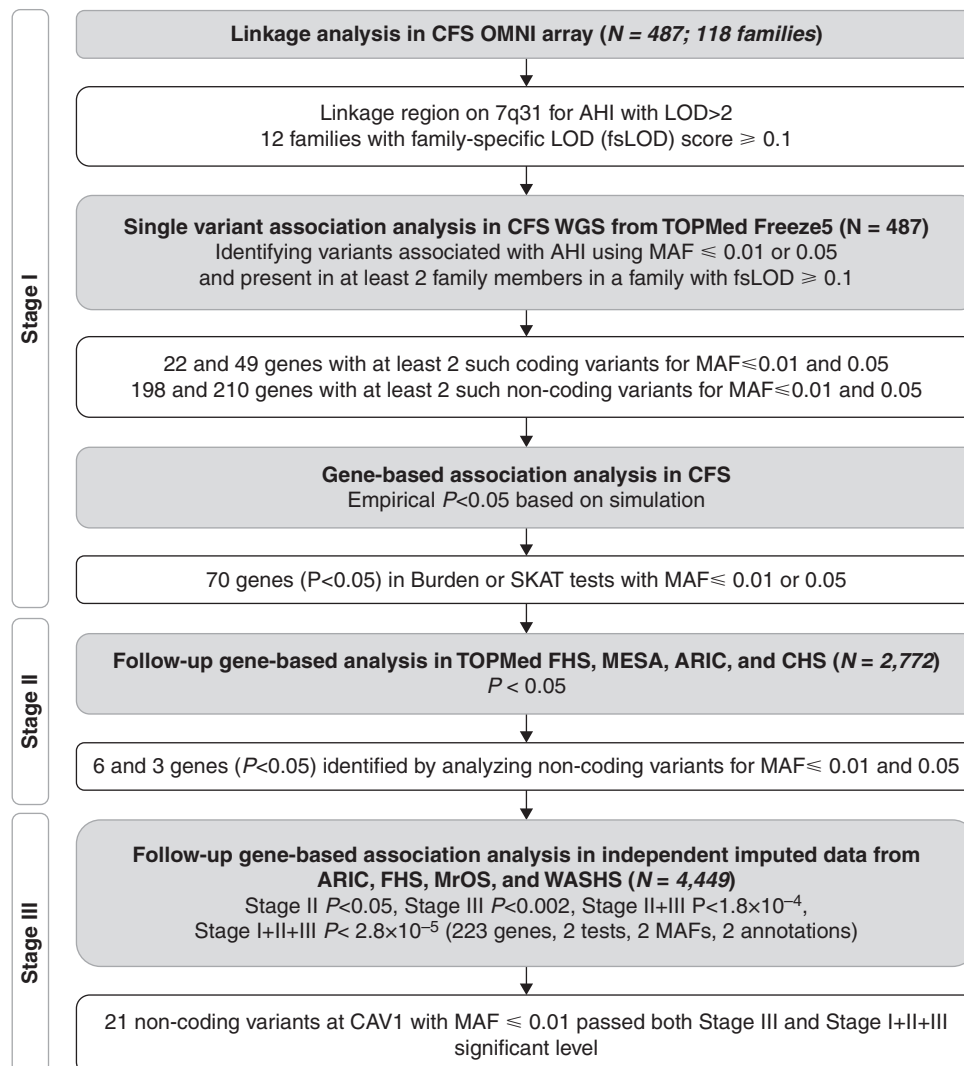 Stage I
Linkage analysis in CFS OMNI array (N = 487; 118 families)
Linkage region on 7q31 for AHI with LOD>2
12 families with family-specific LOD (fsLOD) score ⩾ 0.1
Single variant association analysis in CFS WGS from TOPMed Freeze5 (N = 487)
Identifying variants associated with AHI using MAF ⩽ 0.01 or 0.05
and present in at least 2 family members in a family with fsLOD ⩾ 0.1
22 and 49 genes with at least 2 such coding variants for MAF⩽0.01 and 0.05
198 and 210 genes with at least 2 such non-coding variants for MAF⩽0.01 and 0.05
Gene-based association analysis in CFS
Empirical P<0.05 based on simulation
70 genes (P<0.05) in Burden or SKAT tests with MAF⩽ 0.01 or 0.05
Stage II
Follow-up gene-based analysis in TOPMed FHS, MESA, ARIC, and CHS (N = 2,772)
P < 0.05
6 and 3 genes (P<0.05) identified by analyzing non-coding variants for MAF⩽ 0.01 and 0.05
Stage III
Follow-up gene-based association analysis in independent imputed data from
ARIC, FHS, MrOS, and WASHS (N = 4,449)
Stage II P<0.05, Stage III P<0.002, Stage II+III P<1.8×10⁻⁴,
Stage I+II+III P< 2.8×10⁻⁵ (223 genes, 2 tests, 2 MAFs, 2 annotations)
21 non-coding variants at CAV1 with MAF ⩽ 0.01 passed both Stage III and Stage I+II+III
significant level